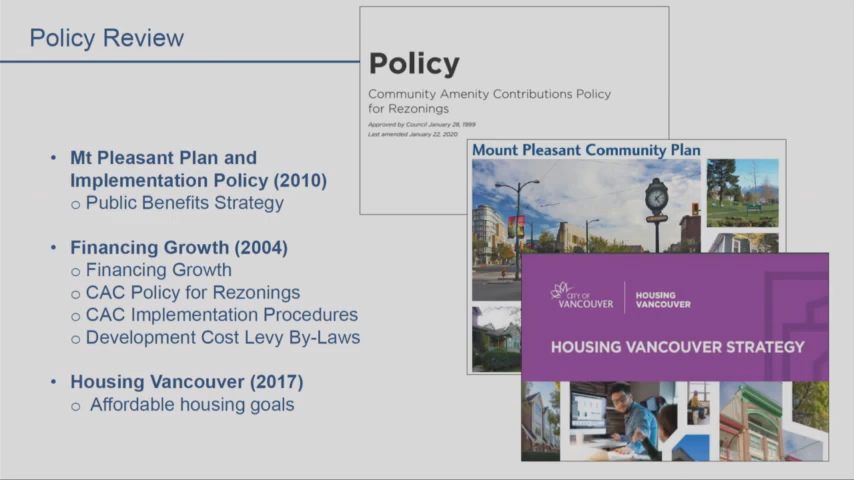 Policy Review
• Mt Pleasant Plan and
Implementation Policy (2010)
o Public Benefits Strategy
• Financing Growth (2004)
o Financing Growth
o CAC Policy for Rezonings
o CAC Implementation Procedures
o Development Cost Levy By-Laws
• Housing Vancouver (2017)
o Affordable housing goals
Policy
Community Amenity Contributions Policy
for Rezonings
Approved by Council January 28, 1999
Last amended January 22, 2020
Mount Pleasant Community Plan
CITY OF
VANCOUVER
HOUSING
VANCOUVER
HOUSING VANCOUVER STRATEGY